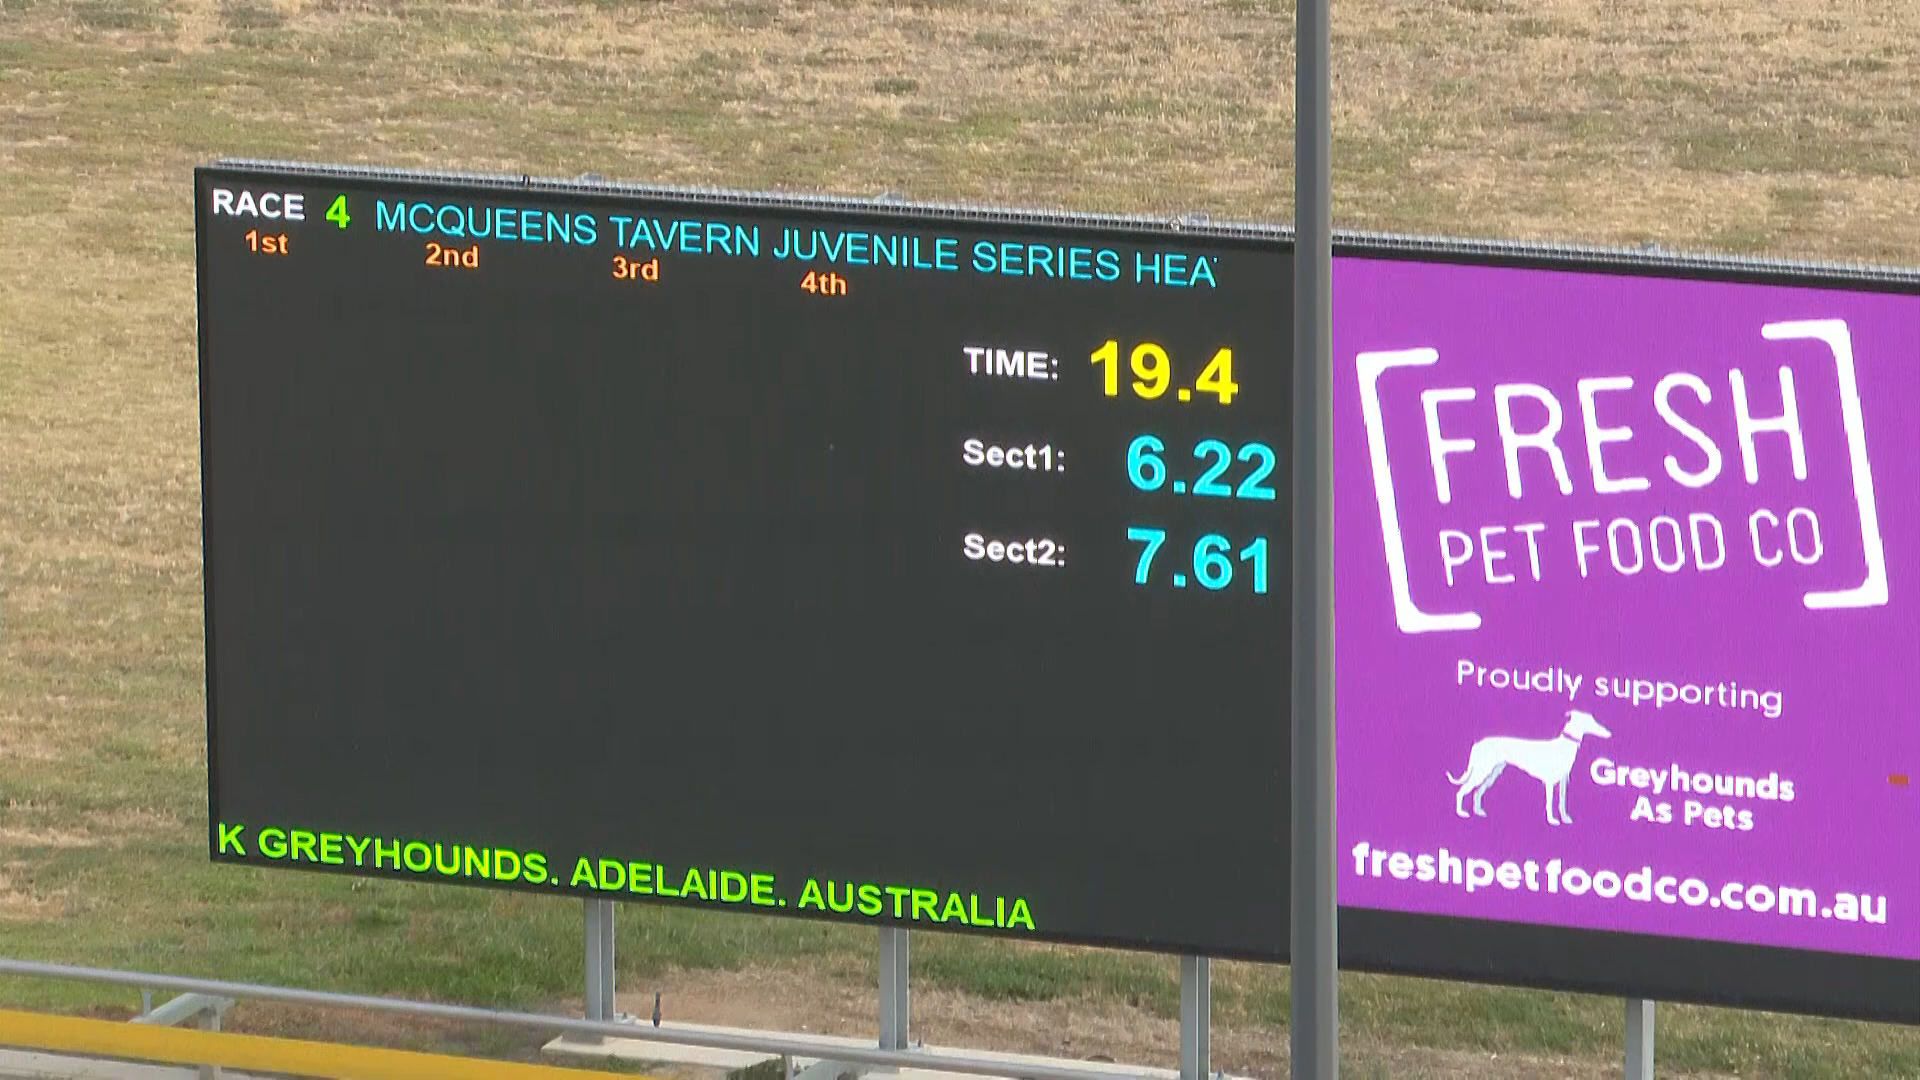 RACE 4 MCQUEENS TAVERN JUVENILE SERIES HEA
1st 2nd 3rd 4th
TIME: 19.4
Sect1: 6.22
Sect2: 7.61
K GREYHOUNDS. ADELAIDE. AUSTRALIA
FRESH
PET FOOD CO
Proudly supporting
Greyhounds
As Pets
freshpetfoodco.com.au